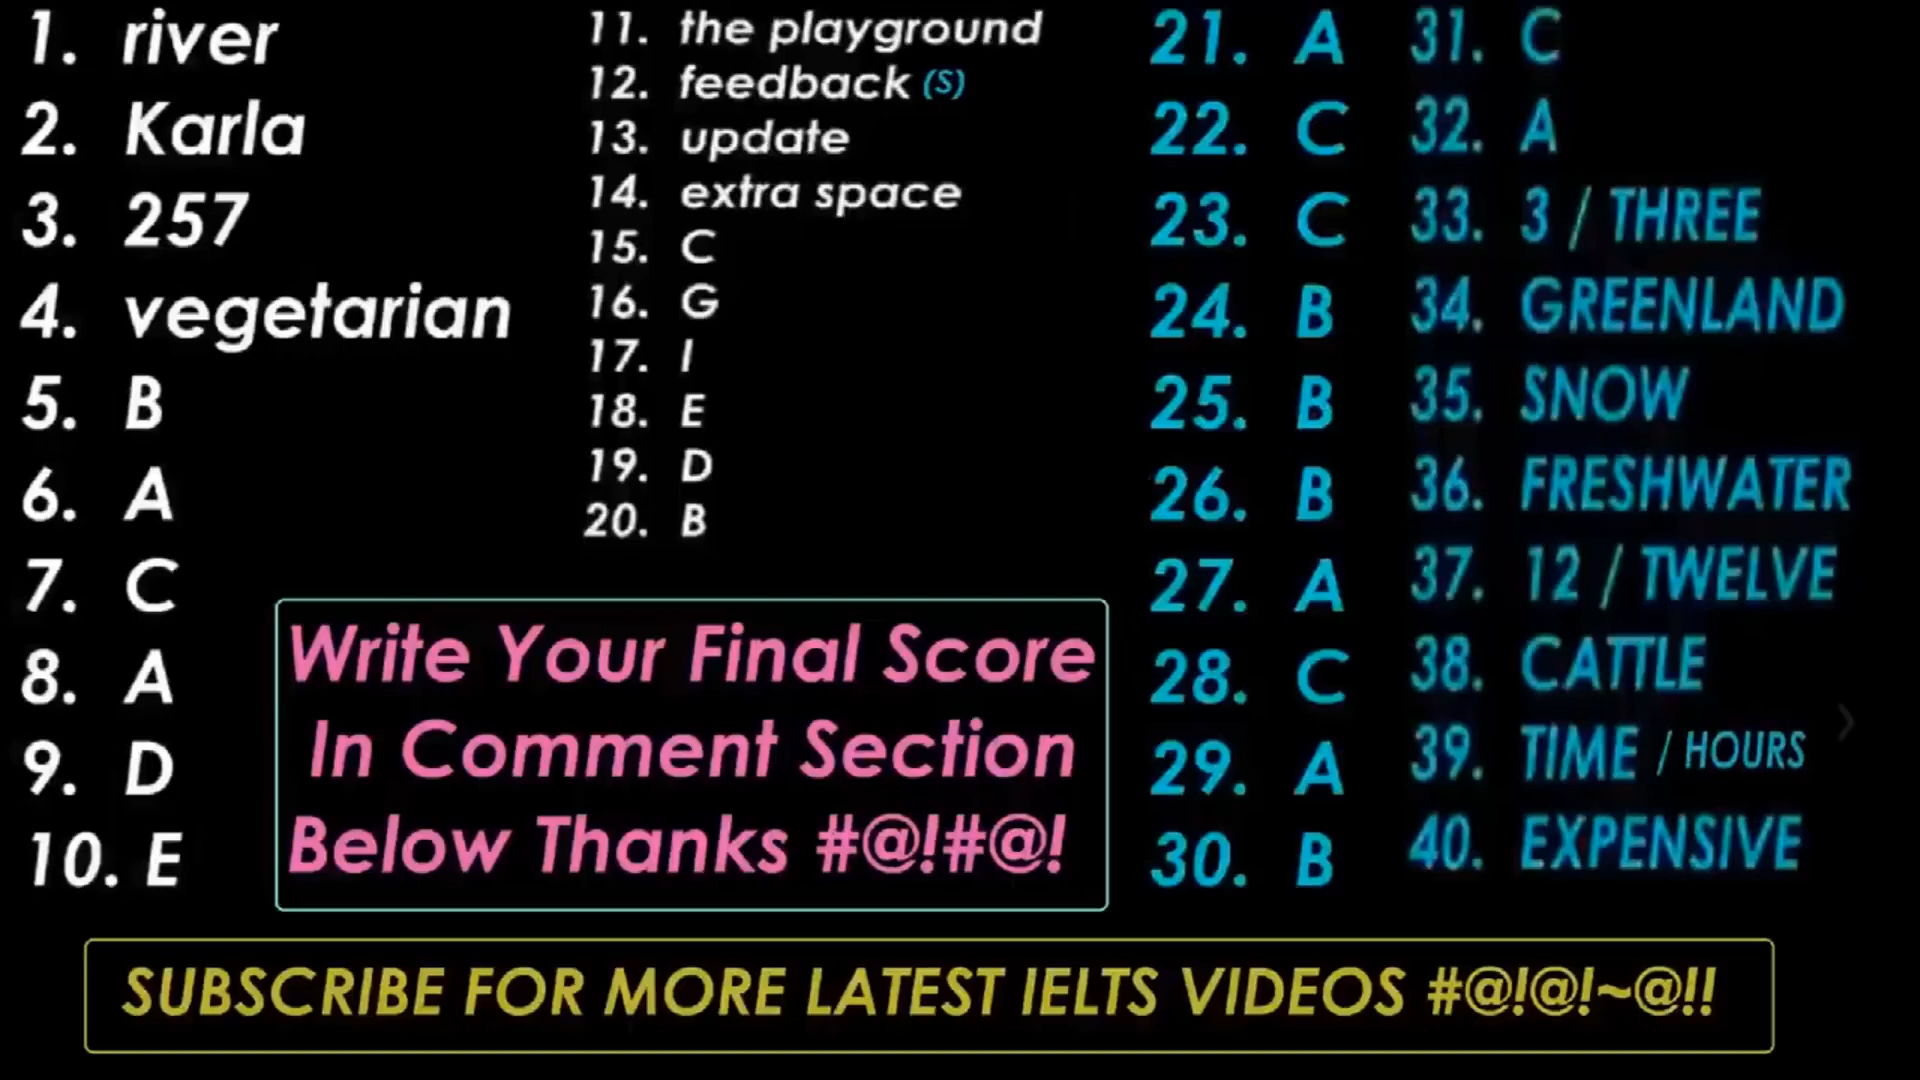 1. river
2. Karla
3. 257
4. vegetarian
5. B
6. A
7. C
8. A
9. D
10. E
11. the playground
12. feedback (S)
13. update
14. extra space
15. C
16. G
17. I
18. E
19. D
20. B
21. A
22. C
23. C
24. B
25. B
26. B
27. A
28. C
29. A
30. B
31. C
32. A
33. 3 / THREE
34. GREENLAND
35. SNOW
36. FRESHWATER
37. 12 / TWELVE
38. CATTLE
39. TIME / HOURS
40. EXPENSIVE
Write Your Final Score
In Comment Section
Below Thanks #@!#@!
SUBSCRIBE FOR MORE LATEST IELTS VIDEOS #@!@!~@!!